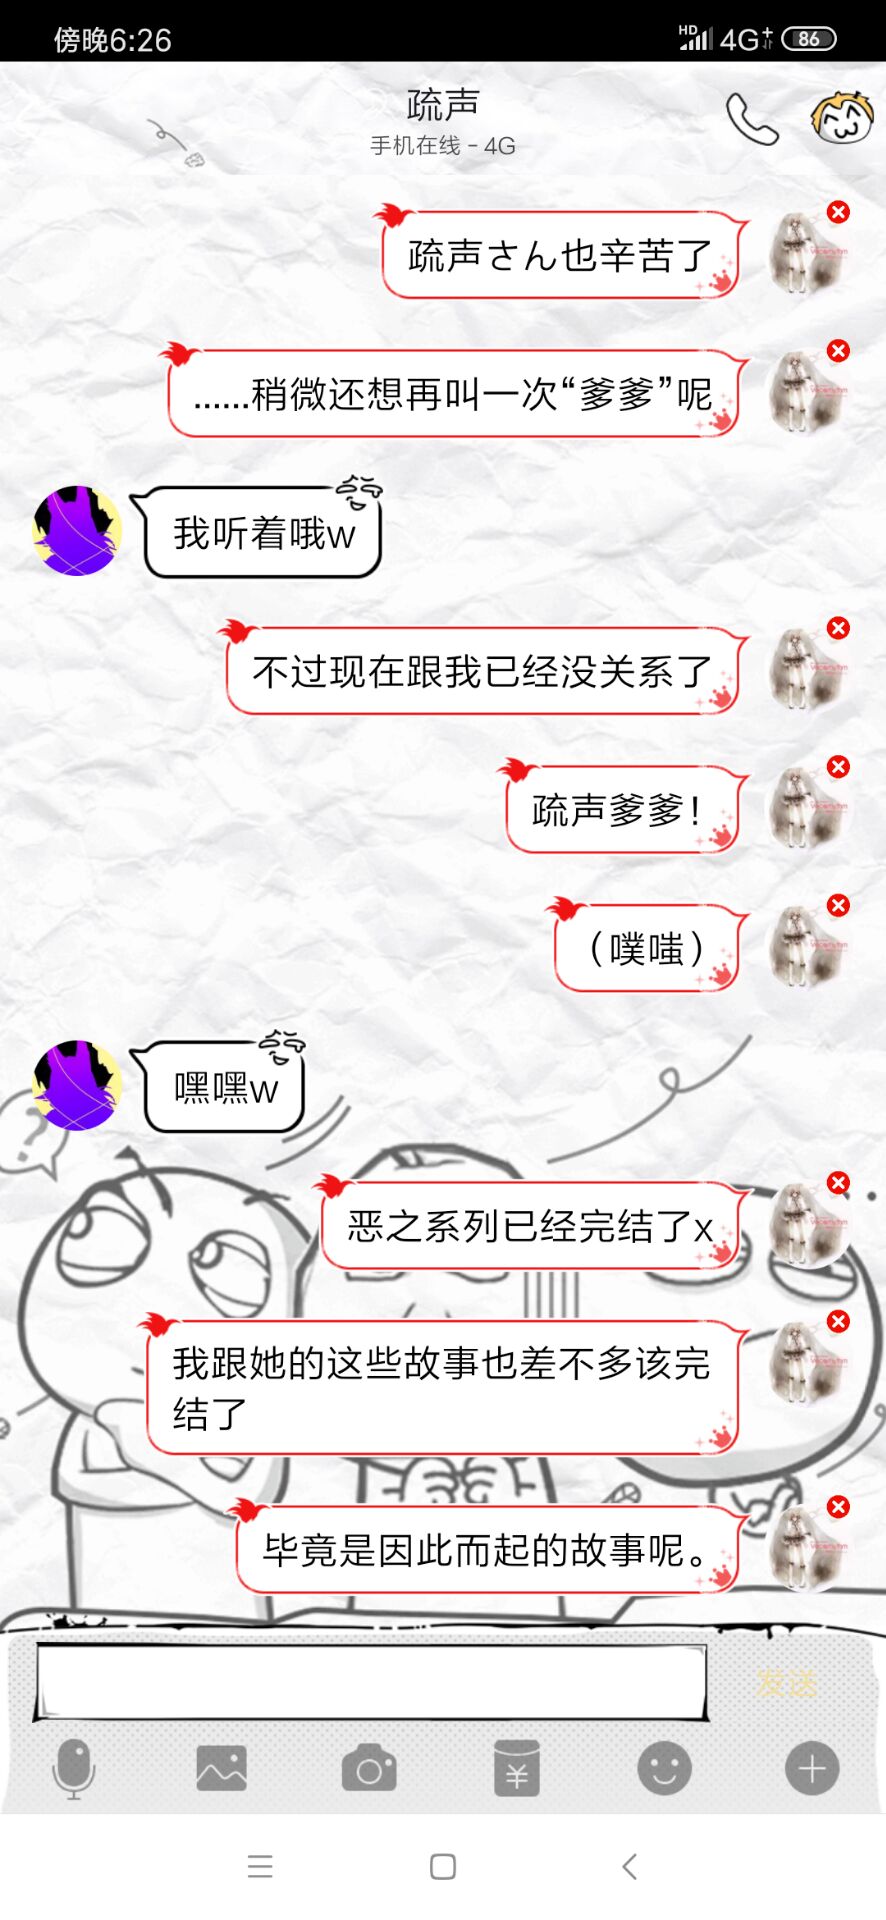 傍晚6:26
HD 4G+ 86
疏声
手机在线 - 4G
疏声さん也辛苦了
......稍微还想再叫一次“爹爹”呢
我听着哦w
不过现在跟我已经没关系了
疏声爹爹！
（噗嗤）
嘿嘿w
恶之系列已经完结了x
我跟她的这些故事也差不多该完
结了
毕竟是因此而起的故事呢。
发送